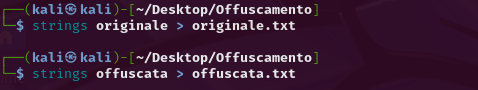 ┌──(kali㉿kali)-[~/Desktop/Offuscamento]
└─$ strings originale > originale.txt
┌──(kali㉿kali)-[~/Desktop/Offuscamento]
└─$ strings offuscata > offuscata.txt